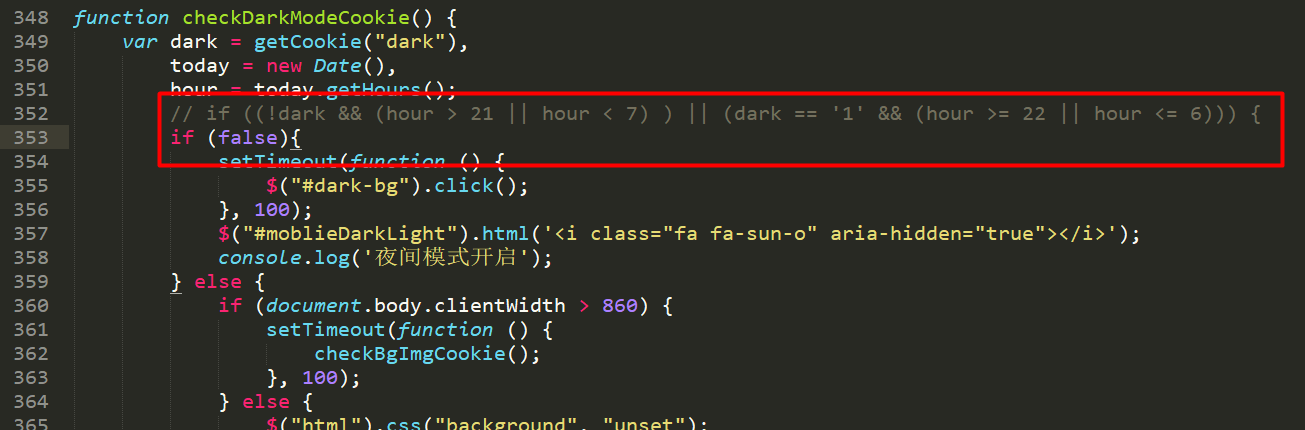 348 function checkDarkModeCookie() {
349 var dark = getCookie("dark"),
350 today = new Date(),
351 hour = today.getHours();
352 // if ((!dark && (hour > 21 || hour < 7) ) || (dark == '1' && (hour >= 22 || hour <= 6))) {
353 if (false){
354 setTimeout(function () {
355 $("#dark-bg").click();
356 }, 100);
357 $("#moblieDarkLight").html('<i class="fa fa-sun-o" aria-hidden="true"></i>');
358 console.log('夜间模式开启');
359 } else {
360 if (document.body.clientWidth > 860) {
361 setTimeout(function () {
362 checkBgImgCookie();
363 }, 100);
364 } else {
365 $("html").css("background", "unset");